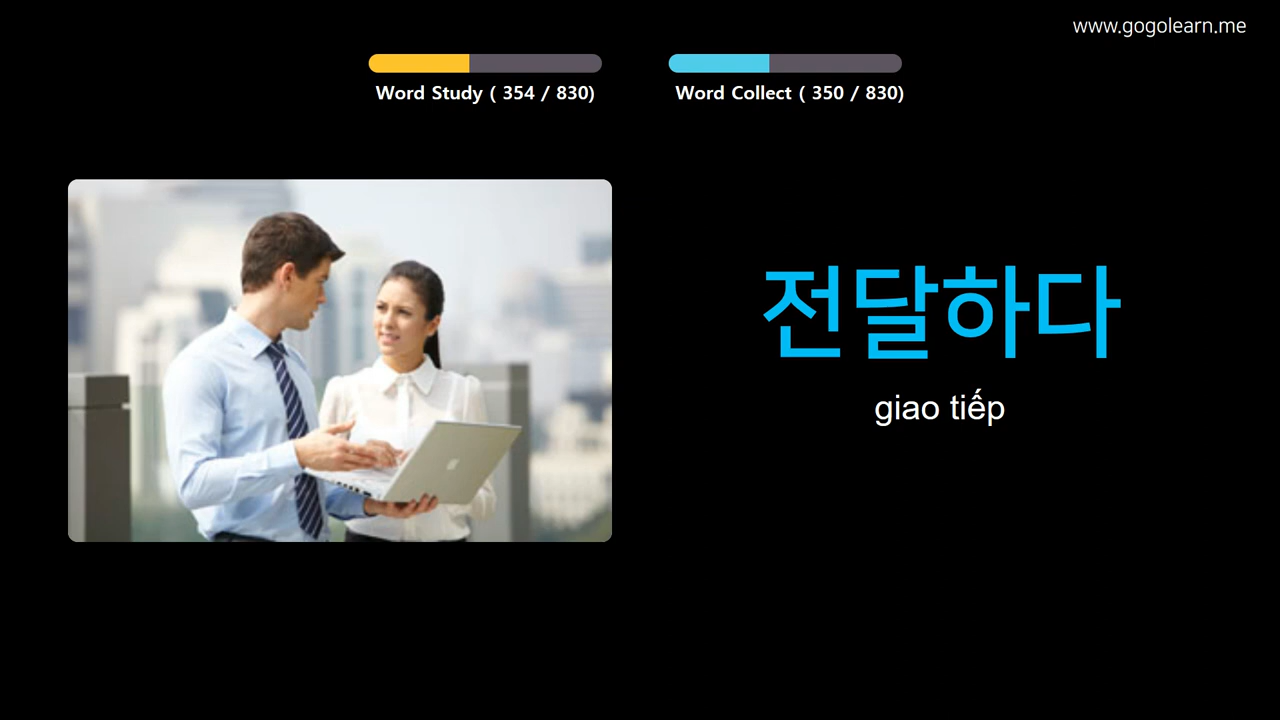 www.gogolearn.me
Word Study ( 354 / 830)
Word Collect ( 350 / 830)
전달하다
giao tiếp